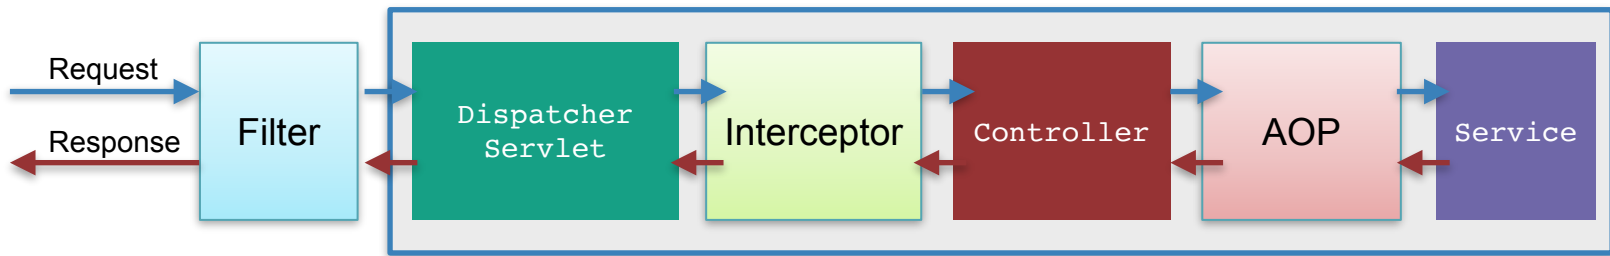 Request
Response
Filter
Dispatcher
Servlet
Interceptor
Controller
AOP
Service